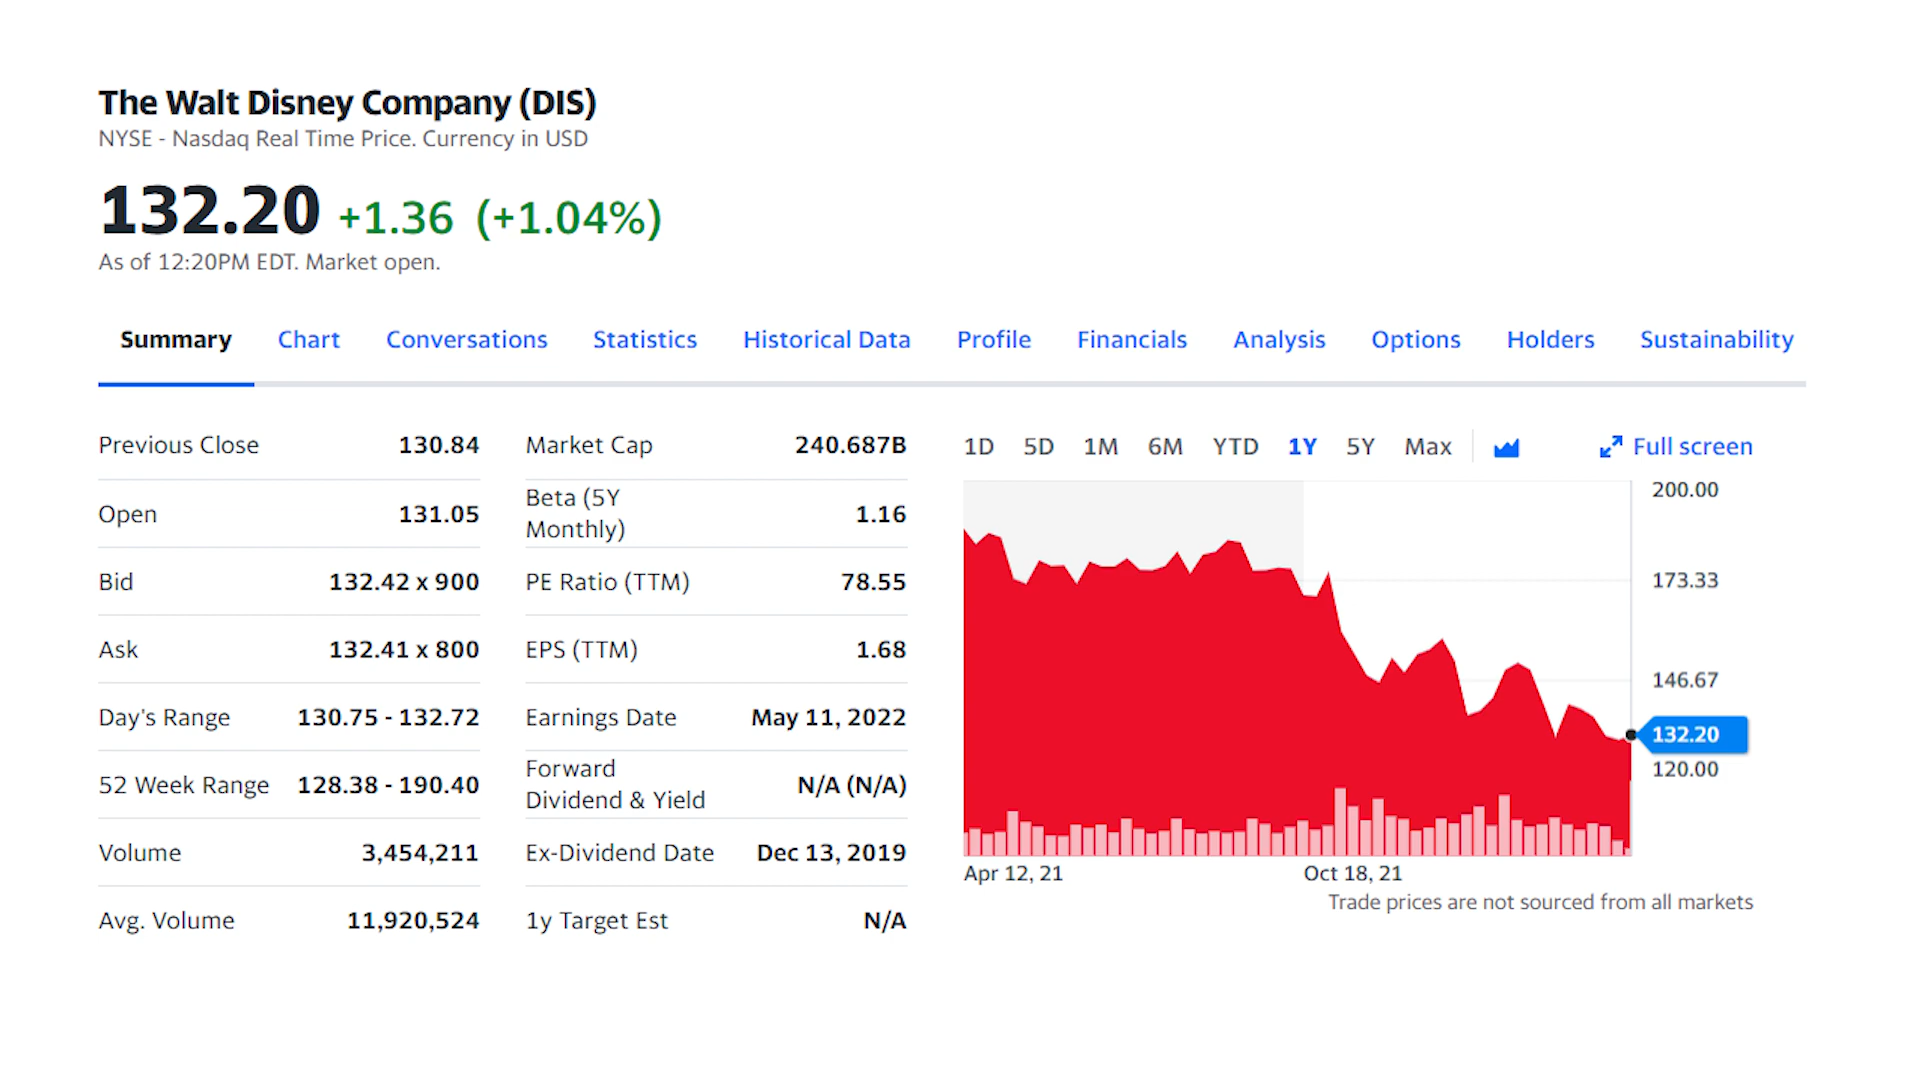 The Walt Disney Company (DIS)
NYSE - Nasdaq Real Time Price. Currency in USD
132.20 +1.36 (+1.04%)
As of 12:20PM EDT. Market open.
Summary Chart Conversations Statistics Historical Data Profile Financials Analysis Options Holders Sustainability
Previous Close 130.84
Open 131.05
Bid 132.42 x 900
Ask 132.41 x 800
Day's Range 130.75 - 132.72
52 Week Range 128.38 - 190.40
Volume 3,454,211
Avg. Volume 11,920,524
Market Cap 240.687B
Beta (5Y
Monthly) 1.16
PE Ratio (TTM) 78.55
EPS (TTM) 1.68
Earnings Date May 11, 2022
Forward
Dividend & Yield N/A (N/A)
Ex-Dividend Date Dec 13, 2019
1y Target Est N/A
1D 5D 1M 6M YTD 1Y 5Y Max Full screen
200.00
173.33
146.67
132.20
120.00
Apr 12, 21 Oct 18, 21
Trade prices are not sourced from all markets